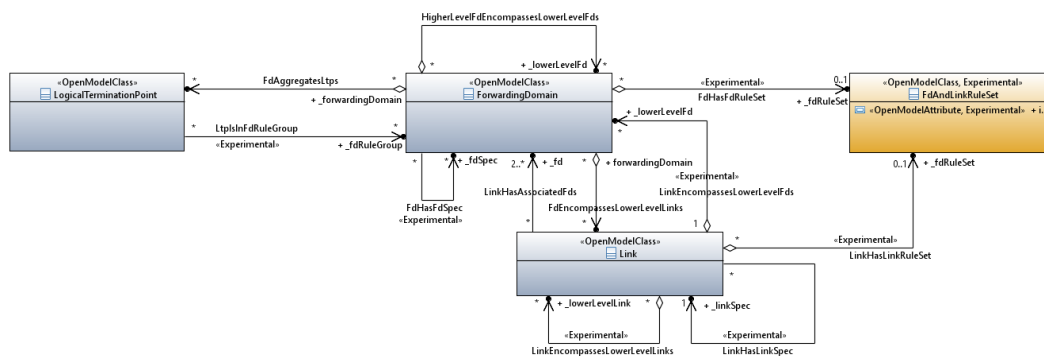 HigherLevelFdEncompassesLowerLevelFds
* *
+ _lowerLevelFd
«OpenModelClass»
LogicalTerminationPoint
* FdAggregatesLtps *
+ _forwardingDomain
* LtpIsInFdRuleGroup *
«Experimental» + _fdRuleGroup
«OpenModelClass»
ForwardingDomain
* «Experimental» 0..1
FdHasFdRuleSet + _fdRuleSet
«OpenModelClass, Experimental»
FdAndLinkRuleSet
«OpenModelAttribute, Experimental» + i..
+ _lowerLevelFd
*
* * + _fdSpec
FdHasFdSpec
«Experimental»
2..* + _fd
LinkHasAssociatedFds
*
* + forwardingDomain
FdEncompassesLowerLevelLinks
*
«Experimental»
LinkEncompassesLowerLevelFds
1
0..1 + _fdRuleSet
«OpenModelClass»
Link
* «Experimental»
LinkHasLinkRuleSet
* + _lowerLevelLink *
«Experimental»
LinkEncompassesLowerLevelLinks
1 + _linkSpec *
«Experimental»
LinkHasLinkSpec